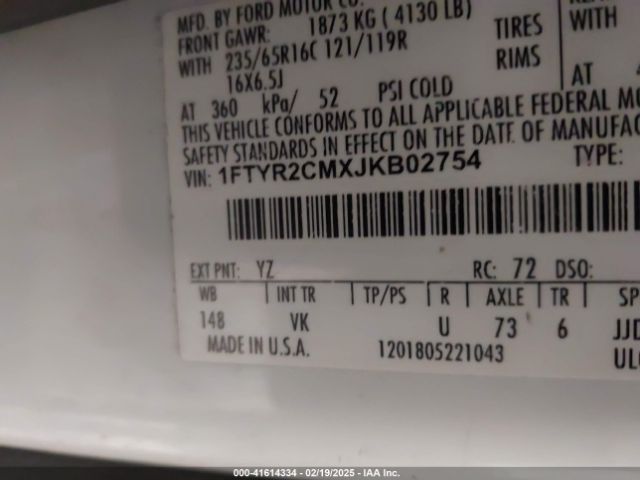 MFD. BY FORD MOTOR CO.
FRONT GAWR: 1873 KG ( 4130 LB)
WITH 235/65R16C 121/119R TIRES
16X6.5J RIMS
WITH
AT 360 kPa/ 52 PSI COLD AT
THIS VEHICLE CONFORMS TO ALL APPLICABLE FEDERAL MO
SAFETY STANDARDS IN EFFECT ON THE DATE OF MANUFAC
VIN: 1FTYR2CMXJKB02754 TYPE:
EXT PNT: YZ RC: 72 DSO:
WB INT TR TP/PS R AXLE TR SP
148 VK U 73 6 JJD
MADE IN U.S.A. 1201805221043
000-41614334 - 02/19/2025 - IAA Inc.